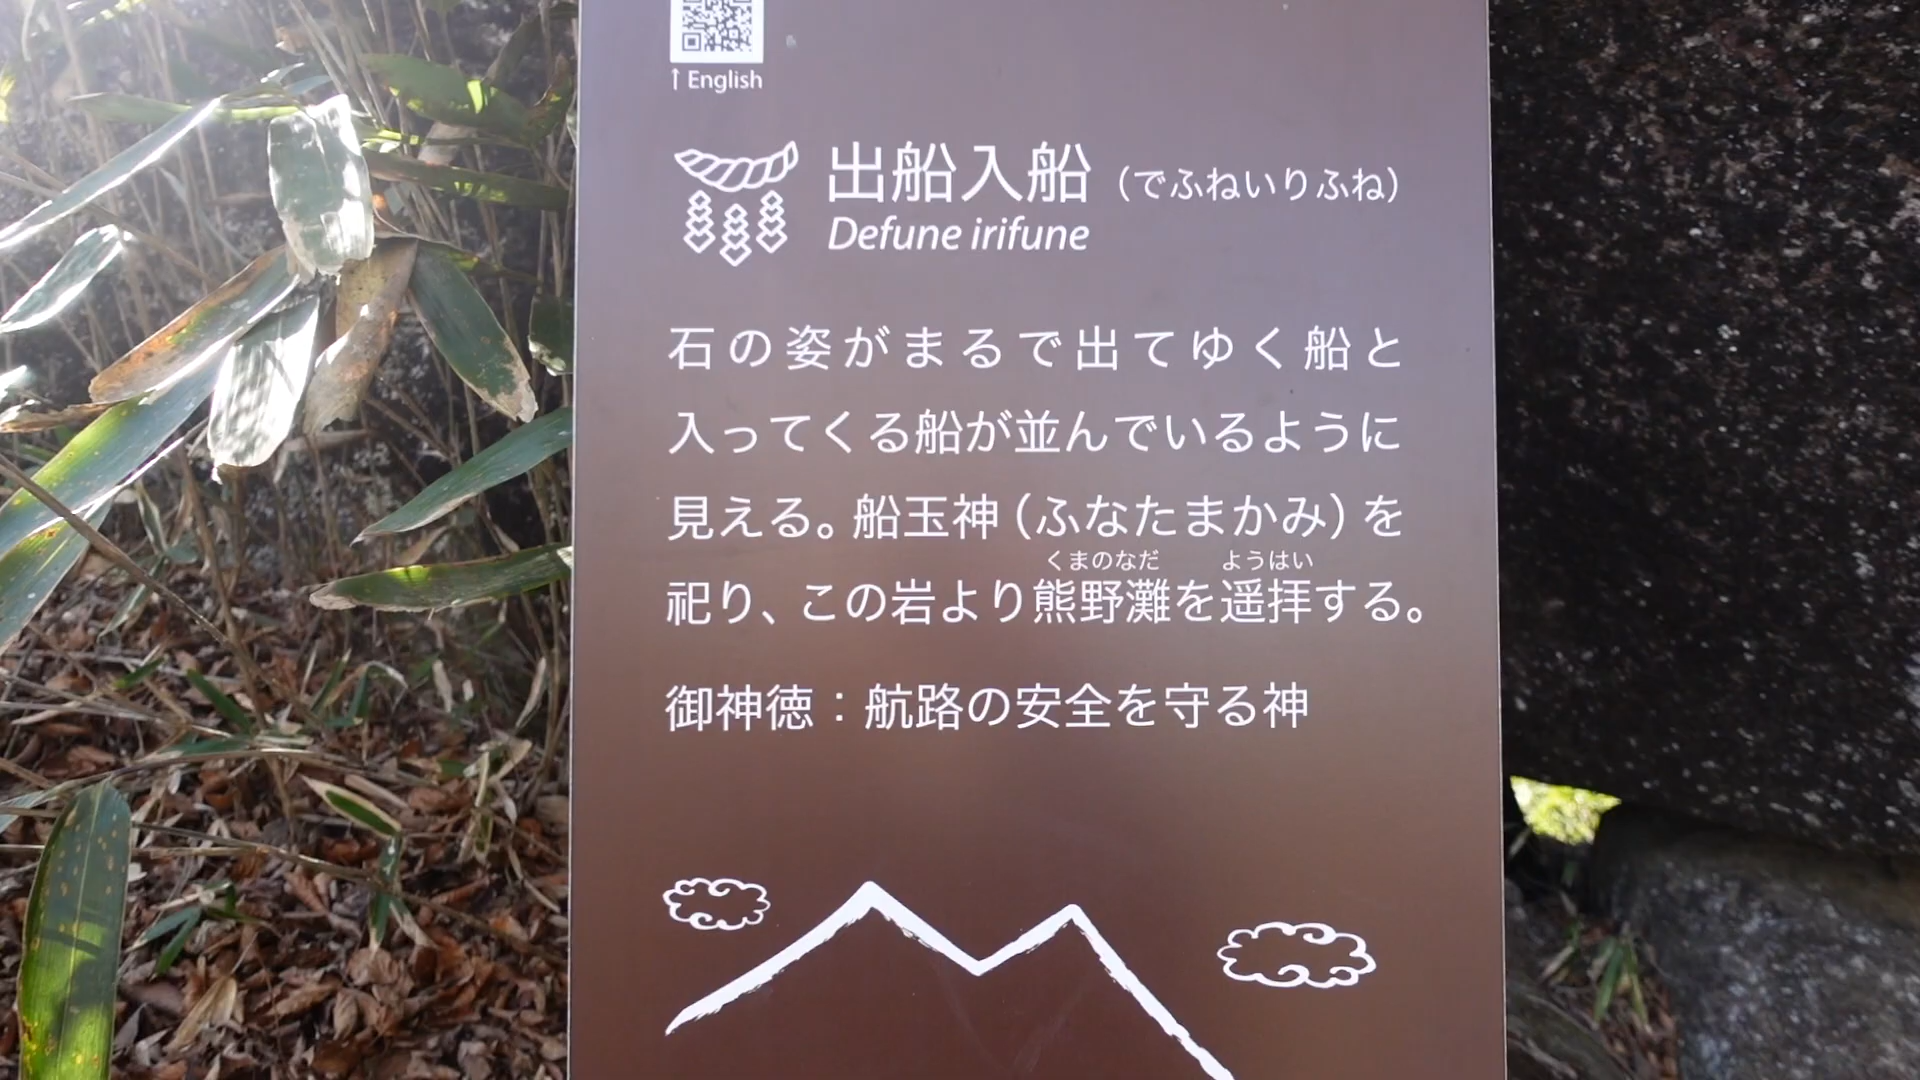 ↑English
出船入船（でふねいりふね）
Defune irifune
石の姿がまるで出てゆく船と
入ってくる船が並んでいるように
見える。船玉神（ふなたまかみ）を
くまのなだ ようはい
祀り、この岩より熊野灘を遥拝する。
御神徳：航路の安全を守る神